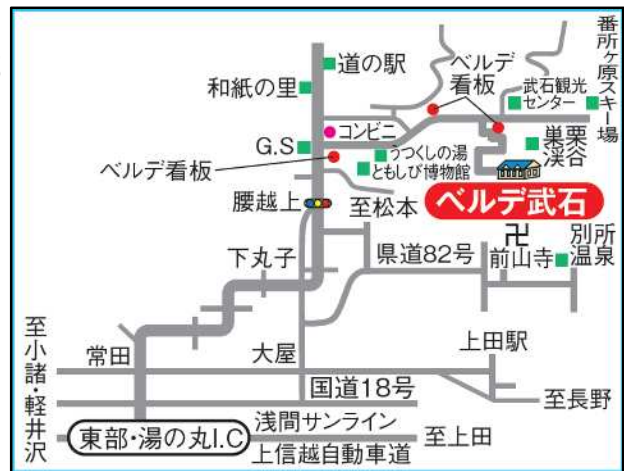 道の駅
和紙の里
ベルデ
看板
武石観光
センター
番所ヶ原スキー場
コンビニ
G.S
ベルデ看板
うつくしの湯
ともしび博物館
巣栗
渓谷
ベルデ武石
腰越上
至松本
下丸子
県道82号
卍
前山寺
別所
温泉
至小諸・軽井沢
常田
大屋
上田駅
国道18号
至長野
東部・湯の丸I.C
浅間サンライン
上信越自動車道
至上田